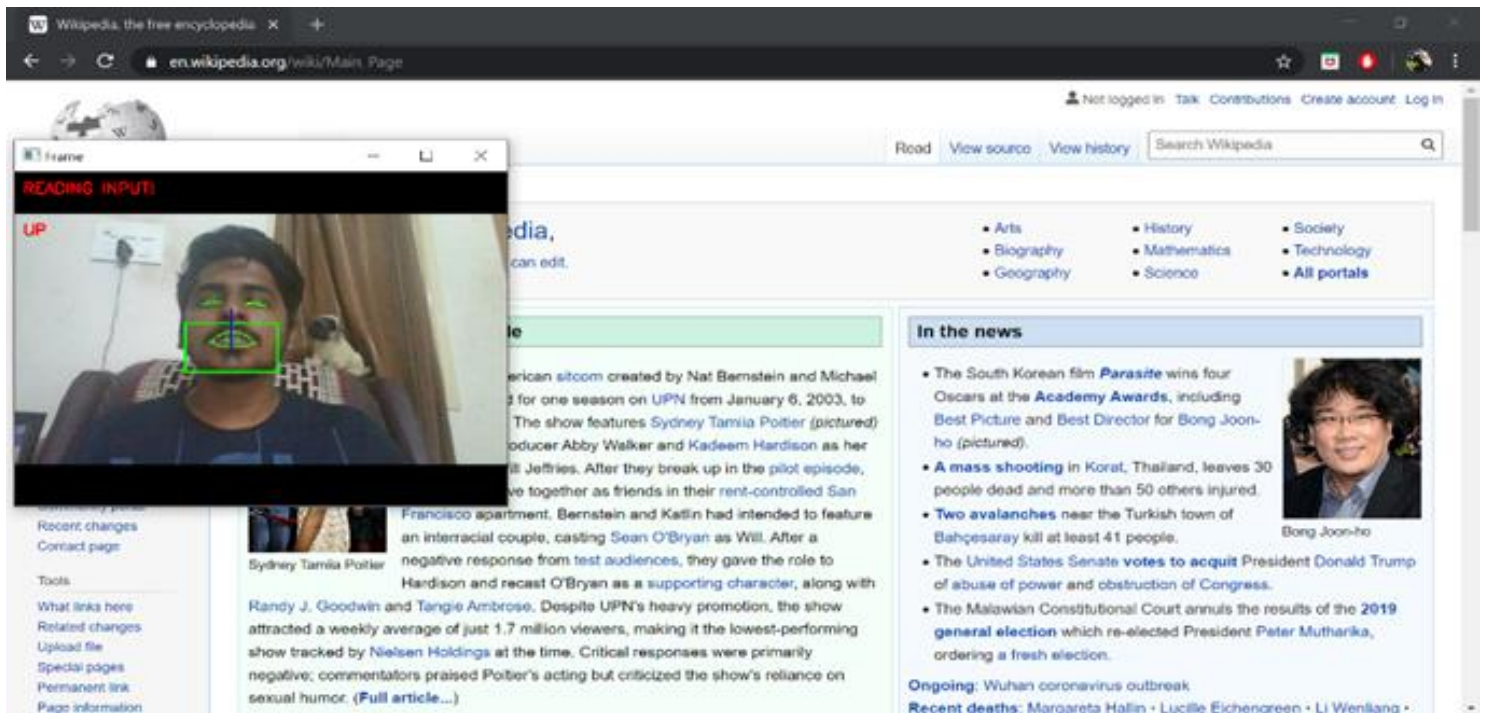 Wikipedia, the free encyclopedia
en.wikipedia.org/wiki/Main_Page
Not logged in Talk Contributions Create account Log in
W
Read View source View history Search Wikipedia
Frame
READING INPUT!
UP
edia,
can edit.
• Arts
• Biography
• Geography
• History
• Mathematics
• Science
• Society
• Technology
• All portals
le
erican sitcom created by Nat Bernstein and Michael
for one season on UPN from January 6, 2003, to
The show features Sydney Tamiia Poitier (pictured)
oducer Abby Walker and Kadeem Hardison as her
ill Jeffries. After they break up in the pilot episode,
ve together as friends in their rent-controlled San
Francisco apartment. Bernstein and Katlin had intended to feature
an interracial couple, casting Sean O'Bryan as Will. After a
negative response from test audiences, they gave the role to
Hardison and recast O'Bryan as a supporting character, along with
Randy J. Goodwin and Tangie Ambrose. Despite UPN's heavy promotion, the show
attracted a weekly average of just 1.7 million viewers, making it the lowest-performing
show tracked by Nielsen Holdings at the time. Critical responses were primarily
negative; commentators praised Poitier's acting but criticized the show's reliance on
sexual humor. (Full article...)
Sydney Tamiia Poitier
In the news
• The South Korean film Parasite wins four
Oscars at the Academy Awards, including
Best Picture and Best Director for Bong Joon-
ho (pictured).
• A mass shooting in Korat, Thailand, leaves 30
people dead and more than 50 others injured.
• Two avalanches near the Turkish town of
Bahçesaray kill at least 41 people.
• The United States Senate votes to acquit President Donald Trump
of abuse of power and obstruction of Congress.
• The Malawian Constitutional Court annuls the results of the 2019
general election which re-elected President Peter Mutharika,
ordering a fresh election.
Bong Joon-ho
Ongoing: Wuhan coronavirus outbreak
Recent deaths: Margareta Hallin • Lucille Eichengreen • Li Wenliang •
Recent changes
Contact page
Tools
What links here
Related changes
Upload file
Special pages
Permanent link
Page information